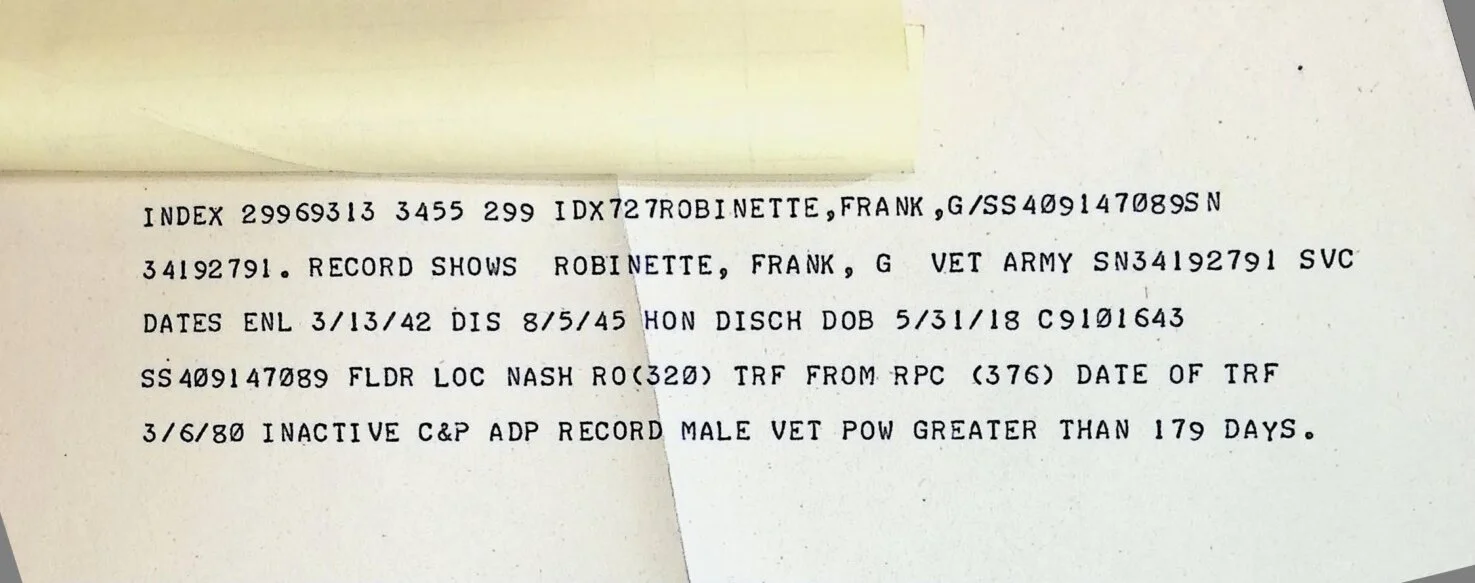 INDEX 29969313 3455 299 IDX727ROBINETTE,FRANK,G/SS409147089SN
34192791. RECORD SHOWS ROBINETTE, FRANK, G VET ARMY SN34192791 SVC
DATES ENL 3/13/42 DIS 8/5/45 HON DISCH DOB 5/31/18 C9101643
SS409147089 FLDR LOC NASH RO(320) TRF FROM RPC (376) DATE OF TRF
3/6/80 INACTIVE C&P ADP RECORD MALE VET POW GREATER THAN 179 DAYS.